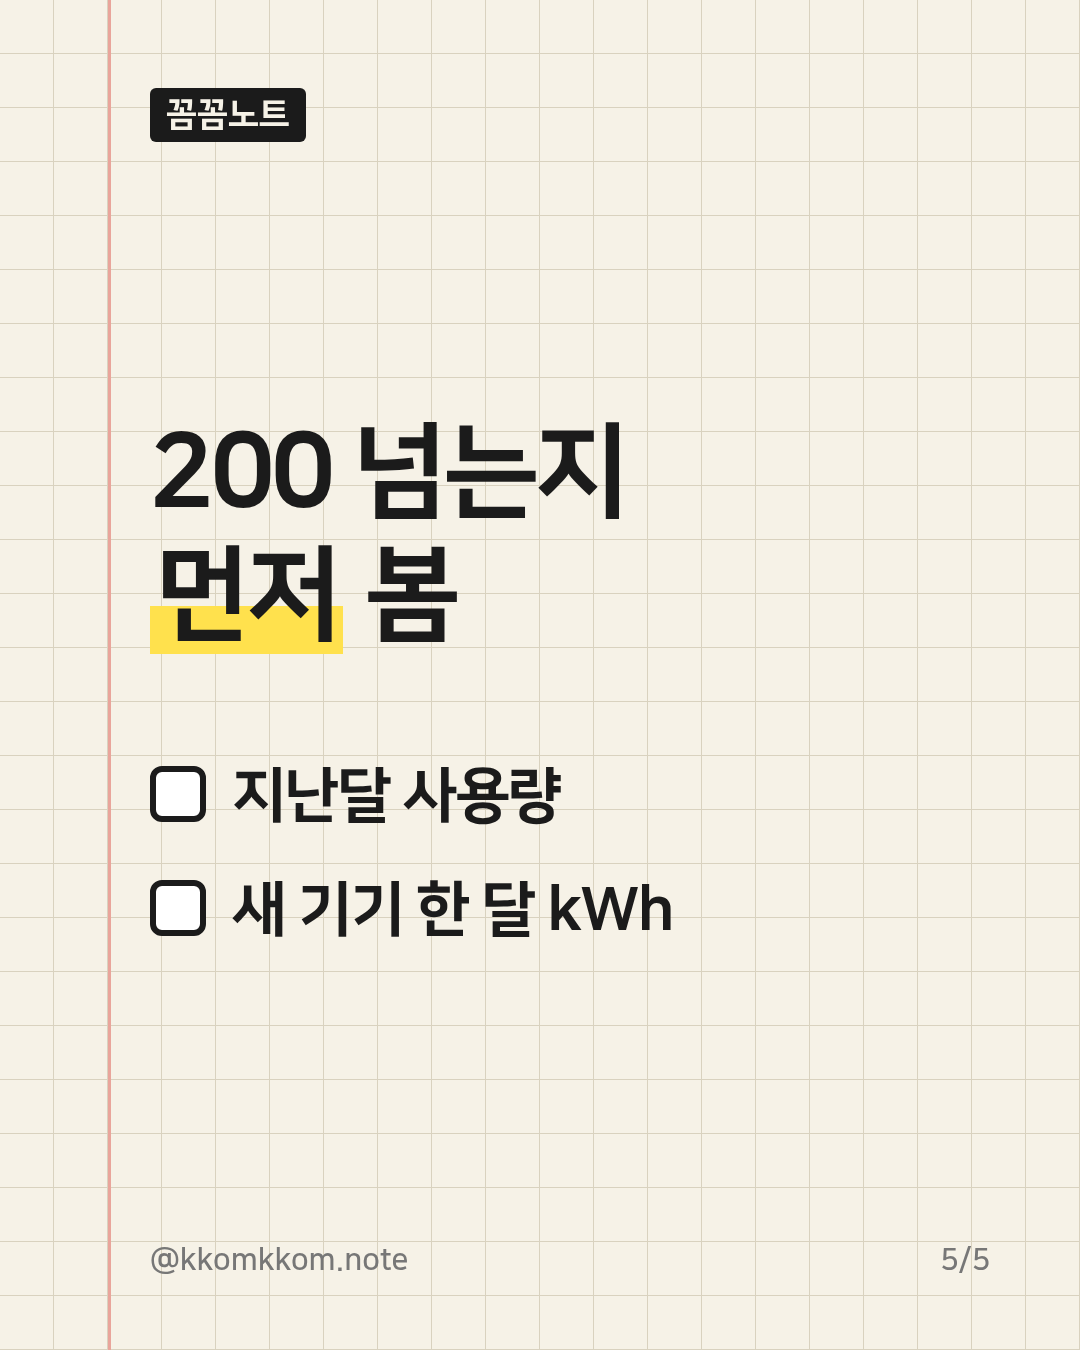 꼼꼼노트
200 넘는지
먼저 봄
지난달 사용량
새 기기 한 달 kWh
@kkomkkom.note
5/5